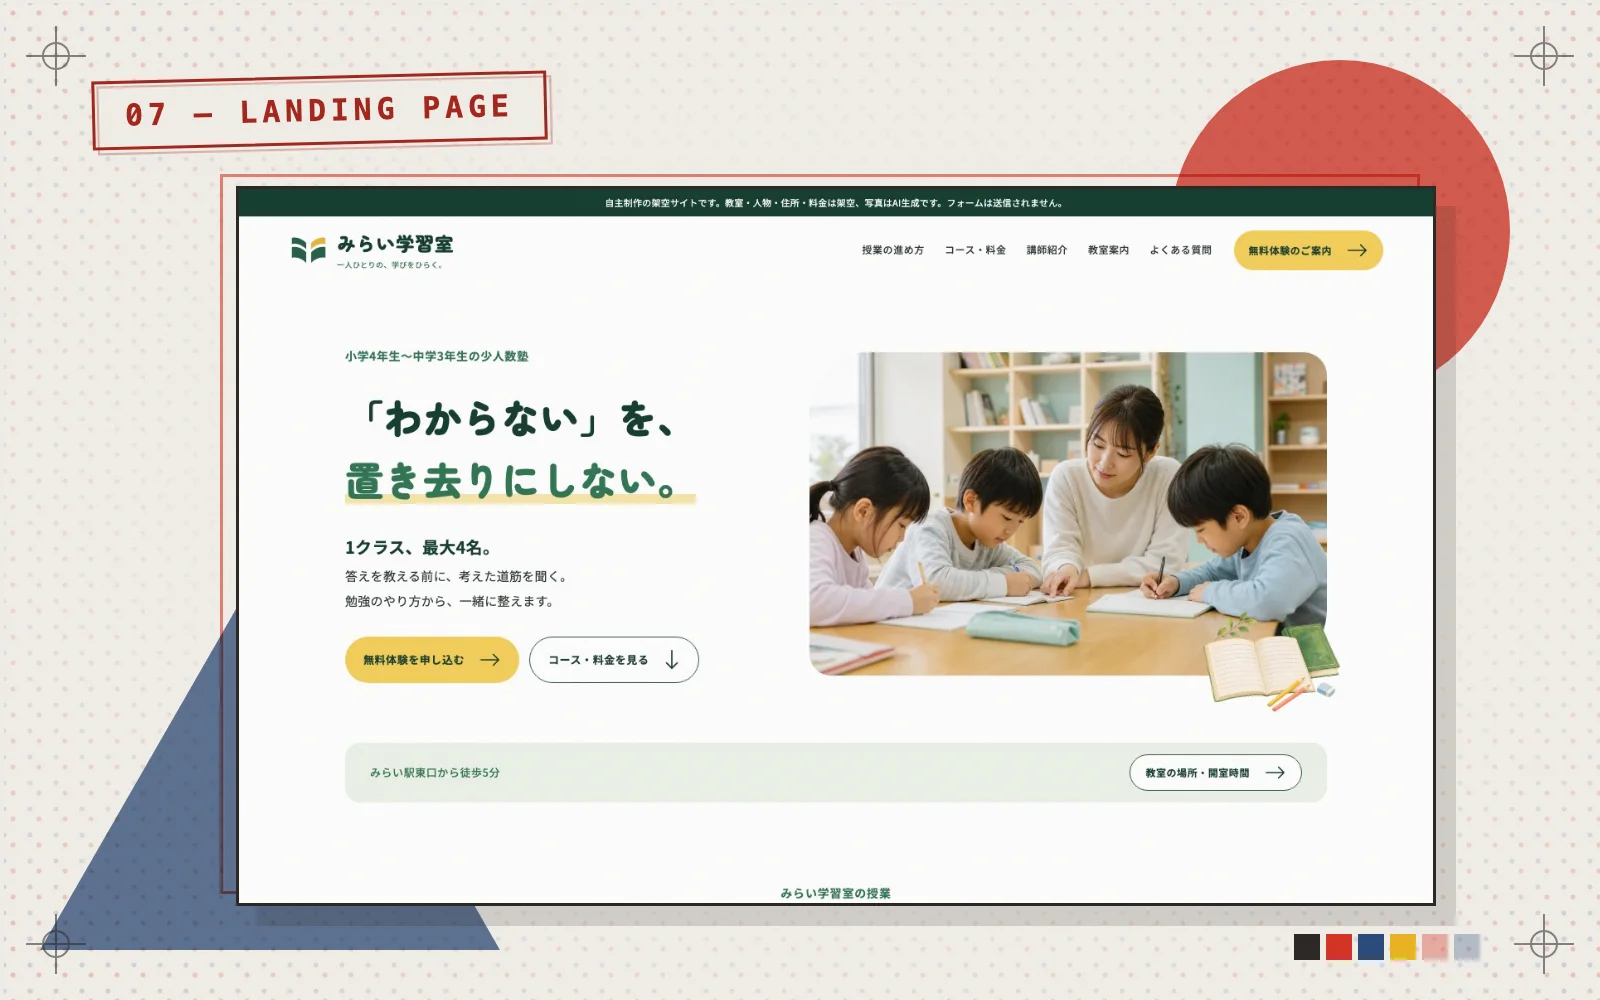 07 — LANDING PAGE
自主制作の架空サイトです。教室・人物・住所・料金は架空、写真はAI生成です。フォームは送信されません。
みらい学習室
一人ひとりの、学びをひらく。
授業の進め方
コース・料金
講師紹介
教室案内
よくある質問
無料体験のご案内
小学4年生〜中学3年生の少人数塾
「わからない」を、
置き去りにしない。
1クラス、最大4名。
答えを教える前に、考えた道筋を聞く。
勉強のやり方から、一緒に整えます。
無料体験を申し込む
コース・料金を見る
みらい駅東口から徒歩5分
教室の場所・開室時間
みらい学習室の授業